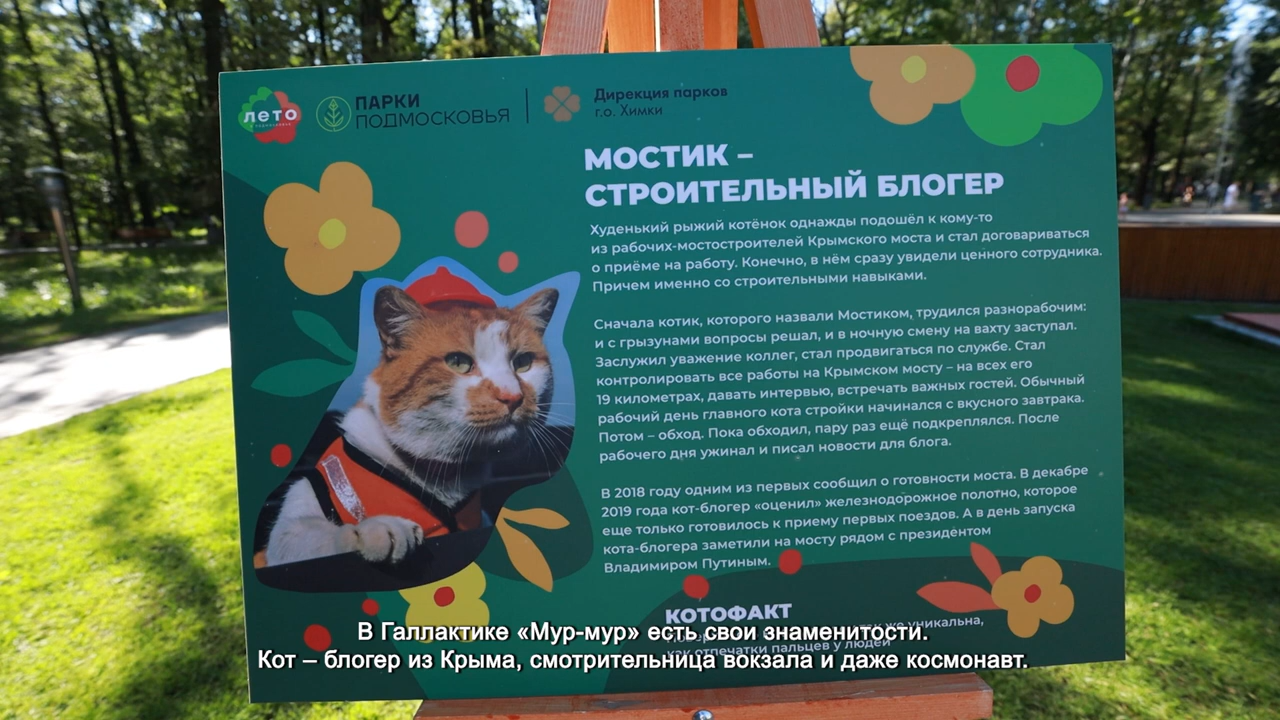 лето
ПАРКИ
ПОДМОСКОВЬЯ
Дирекция парков
г.о. Химки
МОСТИК –
СТРОИТЕЛЬНЫЙ БЛОГЕР
Худенький рыжий котёнок однажды подошёл к кому-то
из рабочих-мостостроителей Крымского моста и стал договариваться
о приёме на работу. Конечно, в нём сразу увидели ценного сотрудника.
Причем именно со строительными навыками.
Сначала котик, которого назвали Мостиком, трудился разнорабочим:
и с грызунами вопросы решал, и в ночную смену на вахту заступал.
Заслужил уважение коллег, стал продвигаться по службе. Стал
контролировать все работы на Крымском мосту – на всех его
19 километрах, давать интервью, встречать важных гостей. Обычный
рабочий день главного кота стройки начинался с вкусного завтрака.
Потом – обход. Пока обходил, пару раз ещё подкреплялся. После
рабочего дня ужинал и писал новости для блога.
В 2018 году одним из первых сообщил о готовности моста. В декабре
2019 года кот-блогер «оценил» железнодорожное полотно, которое
еще только готовилось к приему первых поездов. А в день запуска
кота-блогера заметили на мосту рядом с президентом
Владимиром Путиным.
КОТОФАКТ
так же уникальна,
как отпечатки пальцев у людей
В Галлактике «Мур-мур» есть свои знаменитости.
Кот – блогер из Крыма, смотрительница вокзала и даже космонавт.